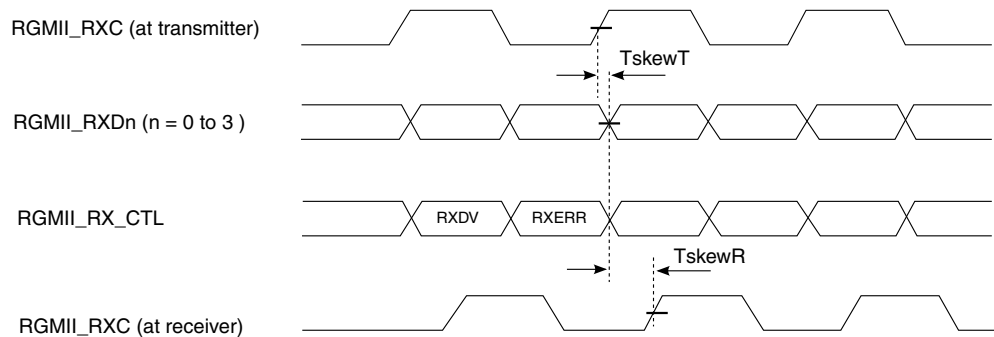 RGMII_RXC (at transmitter)
TskewT
RGMII_RXDn (n = 0 to 3 )
RGMII_RX_CTL
RXDV
RXERR
TskewR
RGMII_RXC (at receiver)